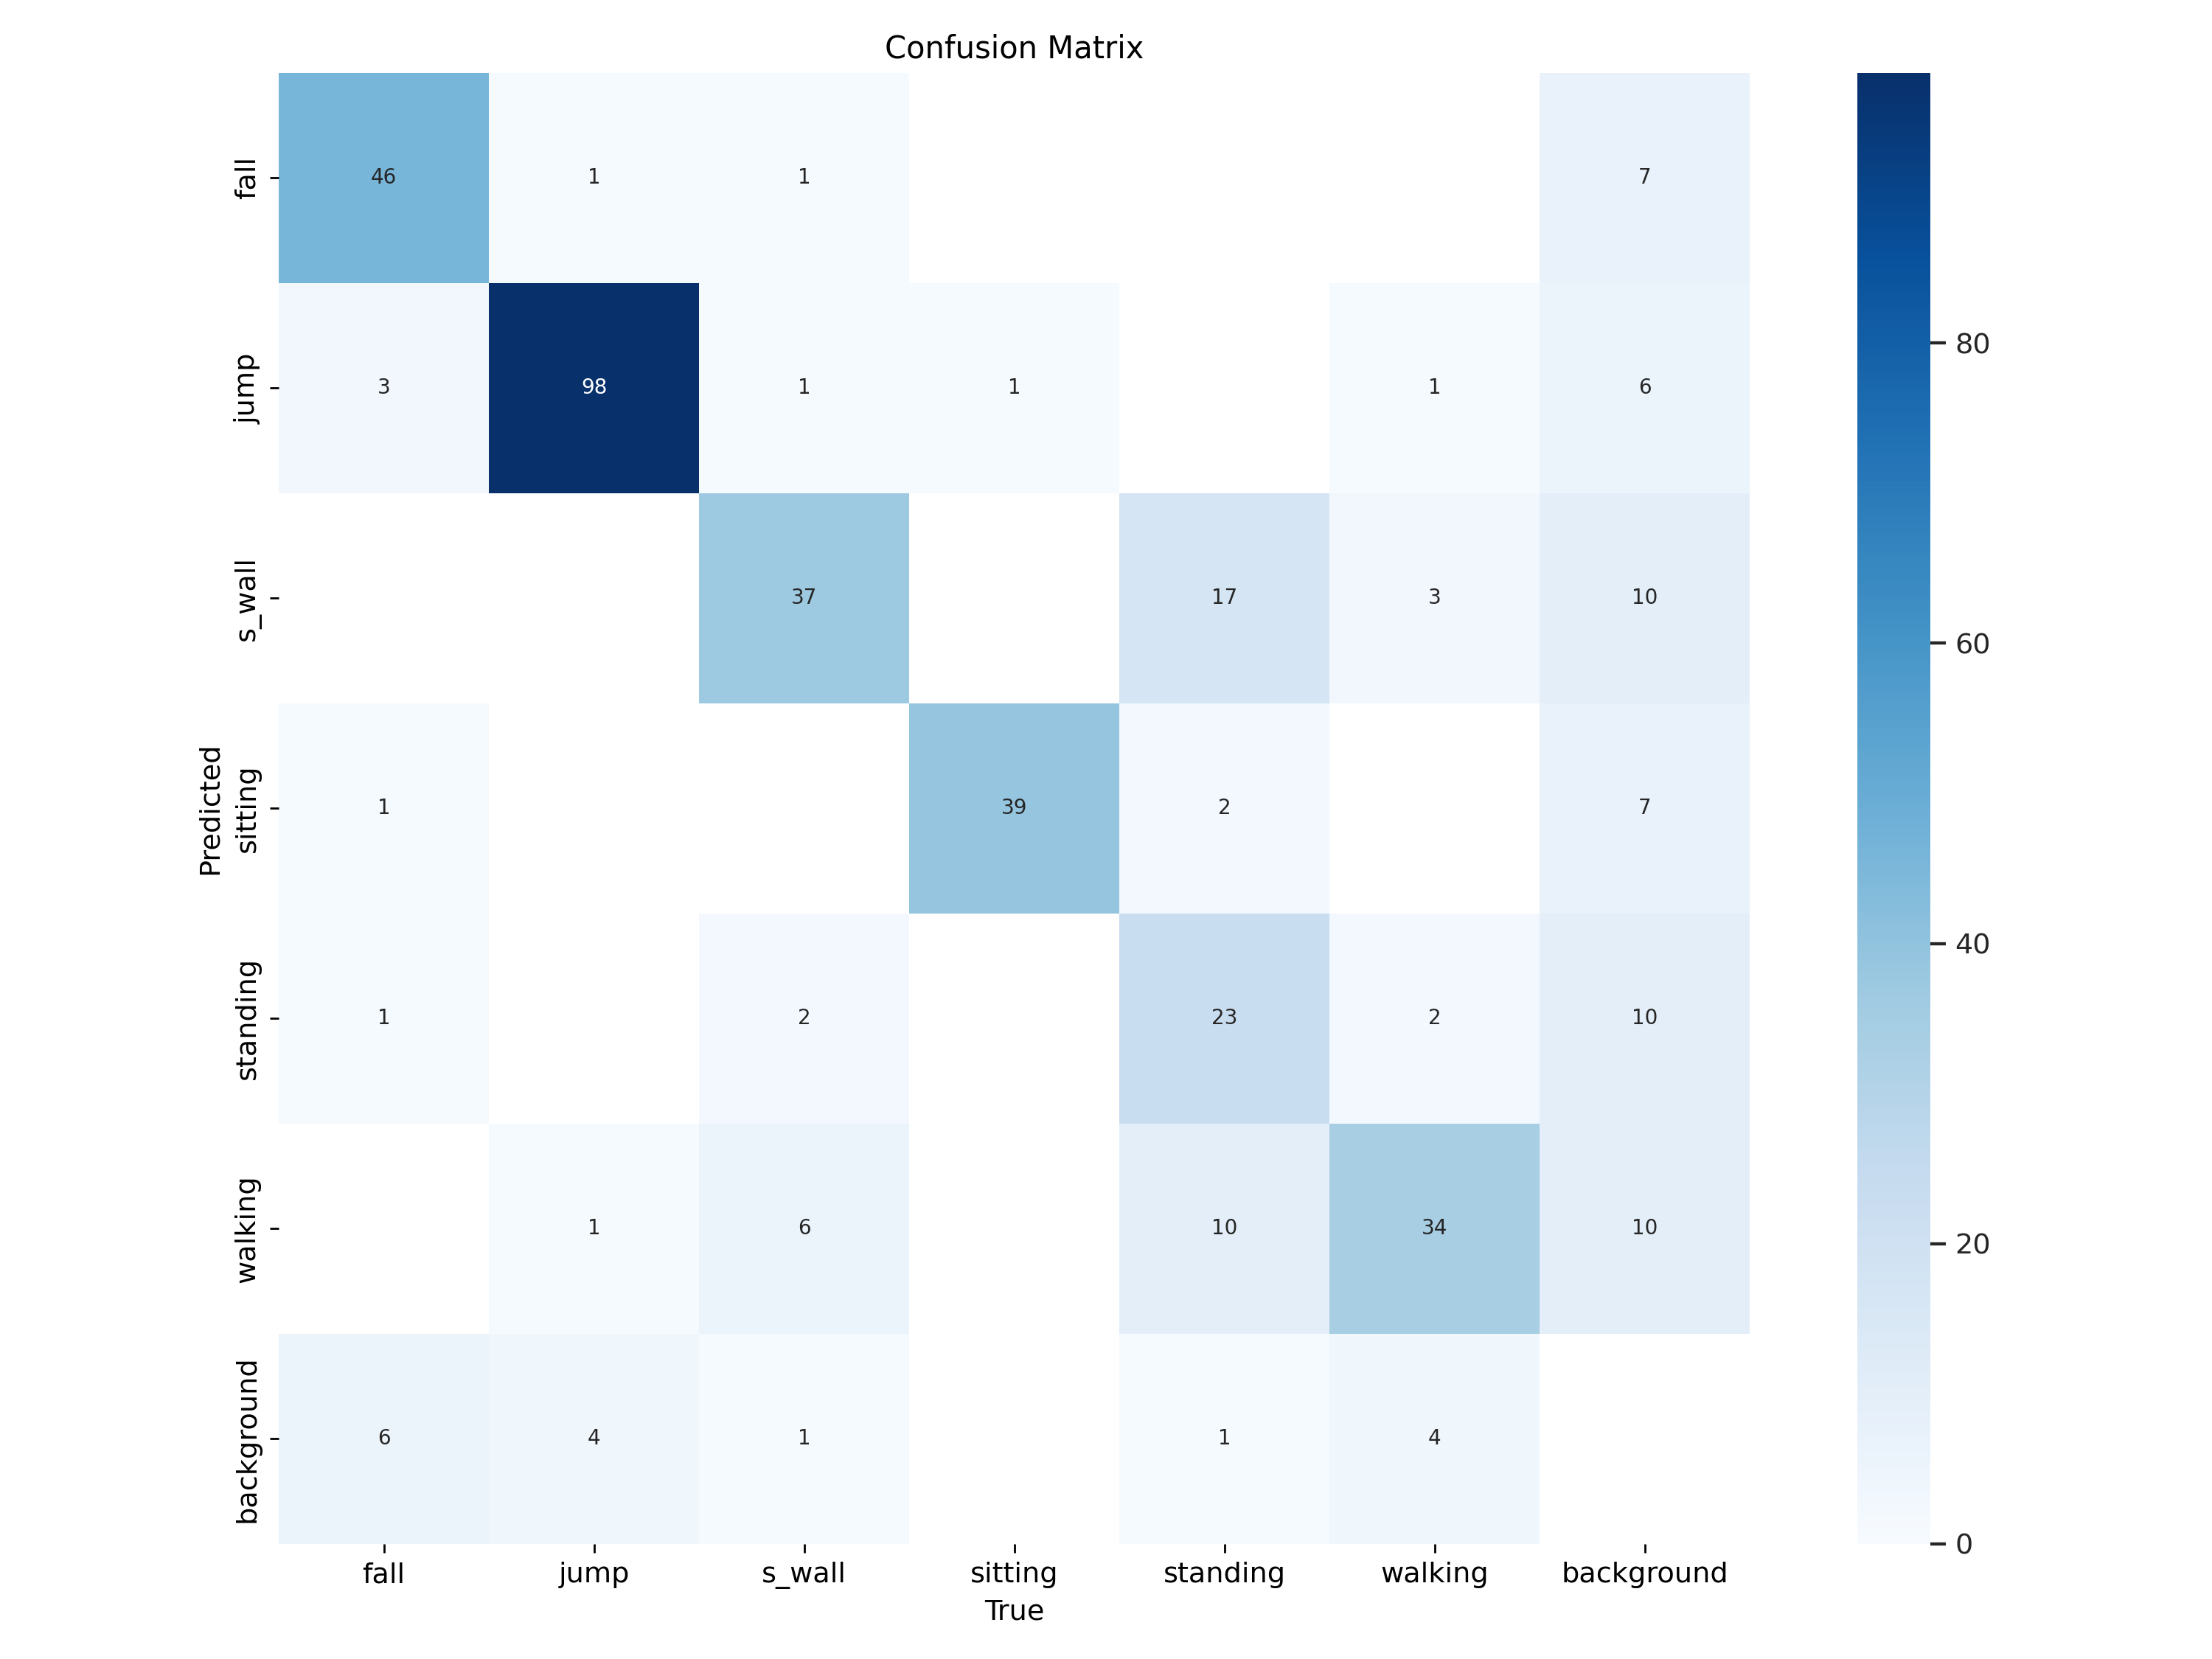 Confusion Matrix
fall 46 1 1 7
jump 3 98 1 1 1 6
s_wall 37 17 3 10
sitting 1 39 2 7
standing 1 2 23 2 10
walking 1 6 10 34 10
background 6 4 1 1 4
Predicted
fall jump s_wall sitting standing walking background
True
80
60
40
20
0